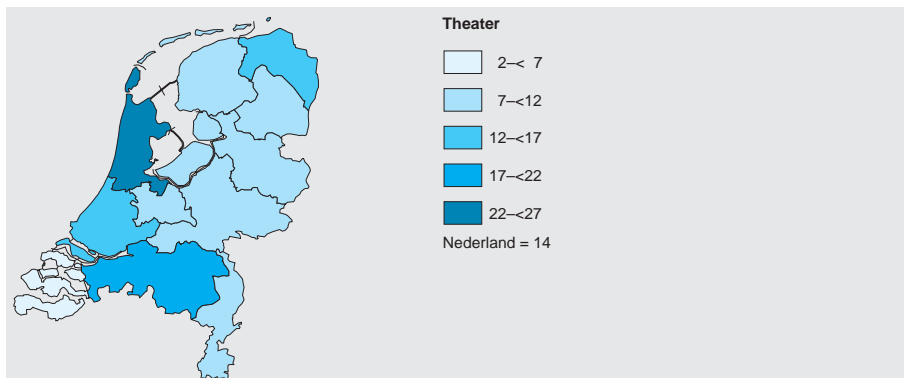 Theater
2–< 7
7–<12
12–<17
17–<22
22–<27
Nederland = 14